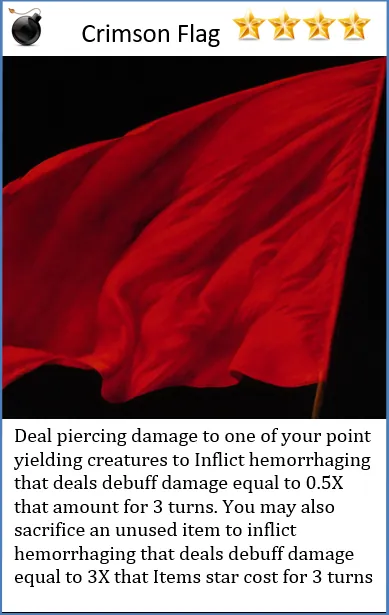 Crimson Flag
Deal piercing damage to one of your point
yielding creatures to Inflict hemorrhaging
that deals debuff damage equal to 0.5X
that amount for 3 turns. You may also
sacrifice an unused item to inflict
hemorrhaging that deals debuff damage
equal to 3X that Items star cost for 3 turns